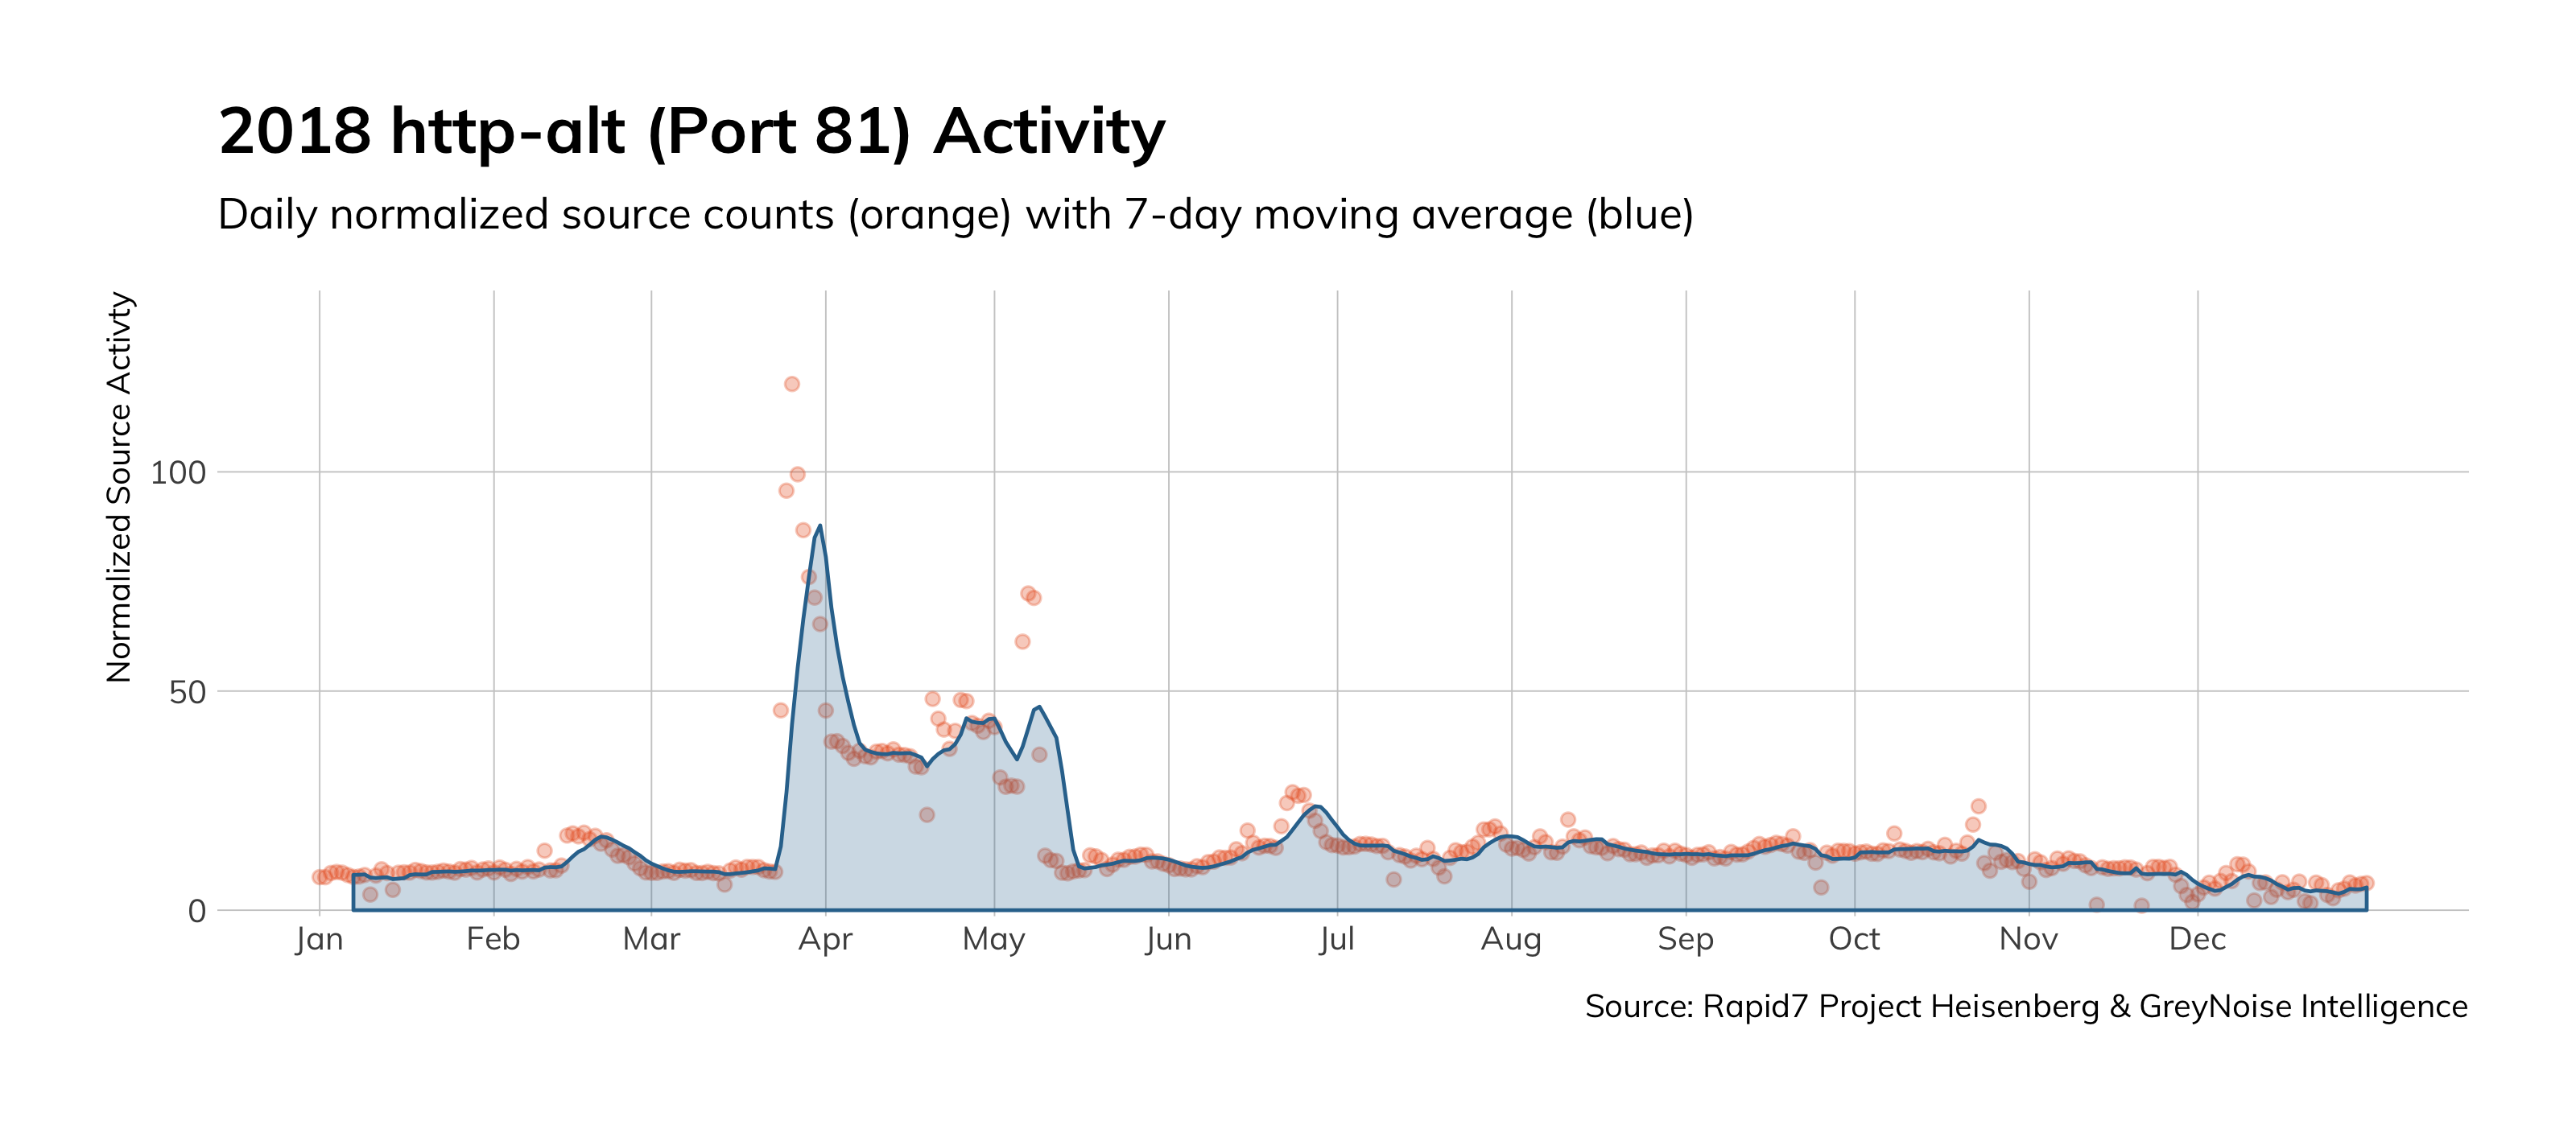 2018 http-alt (Port 81) Activity
Daily normalized source counts (orange) with 7-day moving average (blue)
Normalized Source Activty
100
50
0
Jan Feb Mar Apr May Jun Jul Aug Sep Oct Nov Dec
Source: Rapid7 Project Heisenberg & GreyNoise Intelligence